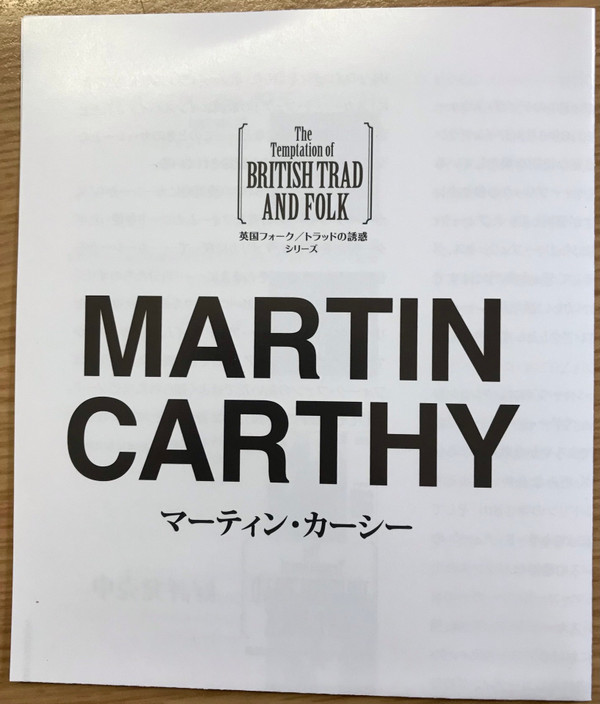 The
Temptation of
BRITISH TRAD
AND FOLK
英国フォーク／トラッドの誘惑
シリーズ
MARTIN
CARTHY
マーティン・カーシー